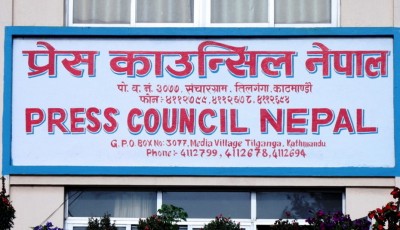 प्रेस काउन्सिल नेपाल
पो. व. नं. ३०७७, संचारग्राम, तिलगंगा, काठमाण्डौ
फोन:- ४११२७९९, ४११२६७८, ४११२६९४
PRESS COUNCIL NEPAL
G.P.O BOX No: 3077, Media Village Tilganga, Kathmandu
Phone:- 4112799, 4112678, 4112694